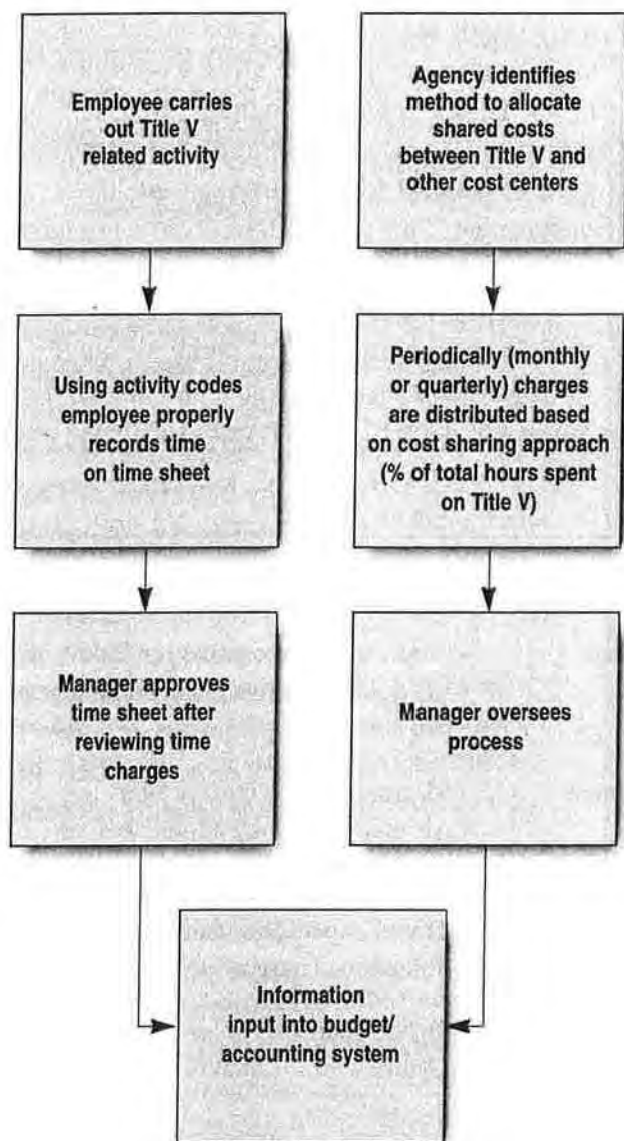 Employee carries
out Title V
related activity
Agency identifies
method to allocate
shared costs
between Title V and
other cost centers
Using activity codes
employee properly
records time
on time sheet
Periodically (monthly
or quarterly) charges
are distributed based
on cost sharing approach
(% of total hours spent
on Title V)
Manager approves
time sheet after
reviewing time
charges
Manager oversees
process
Information
input into budget/
accounting system